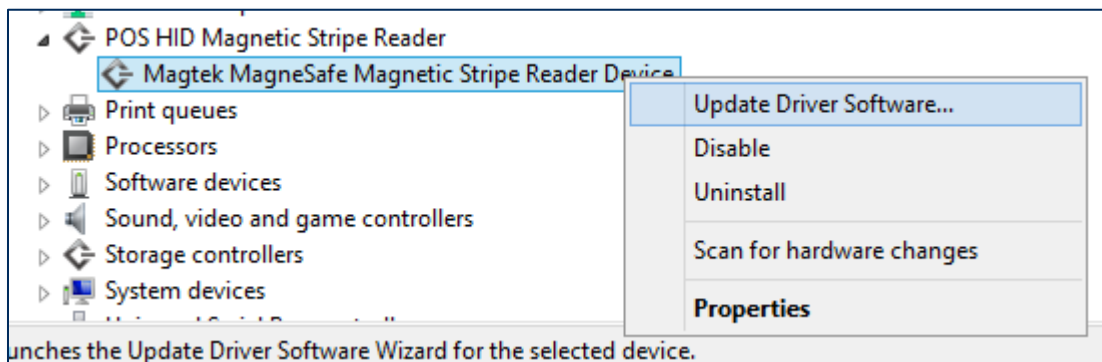 POS HID Magnetic Stripe Reader
Magtek MagneSafe Magnetic Stripe Reader Device
Update Driver Software...
Print queues
Disable
Processors
Uninstall
Software devices
Sound, video and game controllers
Scan for hardware changes
Storage controllers
System devices
Properties
unches the Update Driver Software Wizard for the selected device.